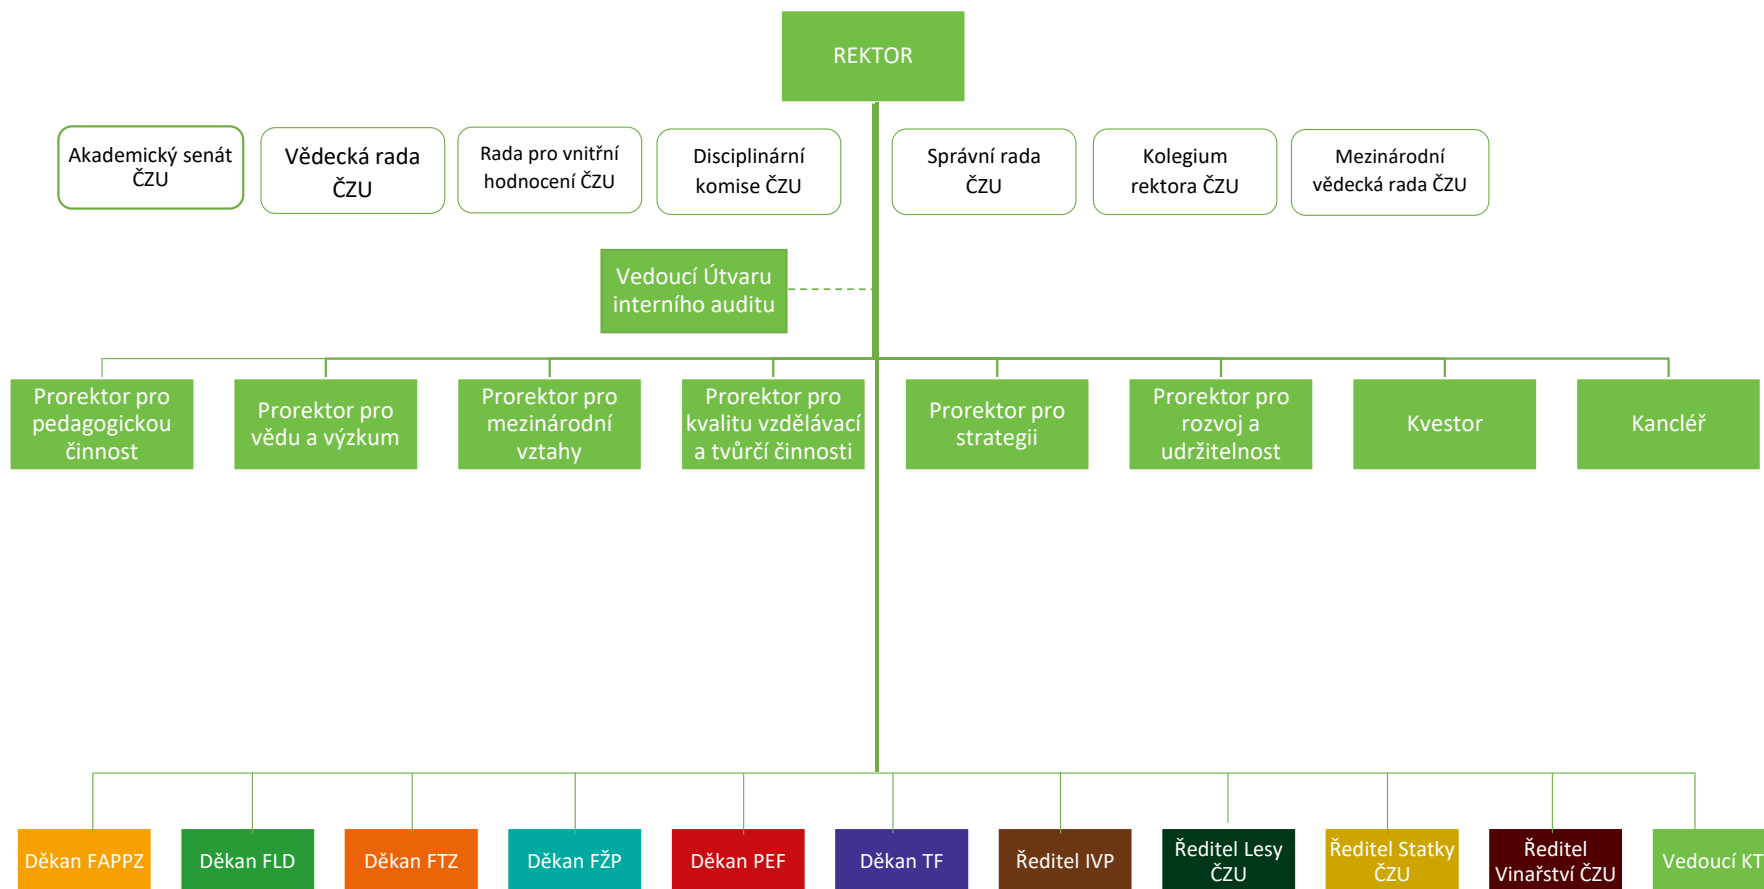 REKTOR
Akademický senát
ČZU
Vědecká rada
ČZU
Rada pro vnitřní
hodnocení ČZU
Disciplinární
komise ČZU
Správní rada
ČZU
Kolegium
rektora ČZU
Mezinárodní
vědecká rada ČZU
Vedoucí Útvaru
interního auditu
Prorektor pro
pedagogickou
činnost
Prorektor pro
vědu a výzkum
Prorektor pro
mezinárodní
vztahy
Prorektor pro
kvalitu vzdělávací
a tvůrčí činnosti
Prorektor pro
strategii
Prorektor pro
rozvoj a
udržitelnost
Kvestor
Kancléř
Děkan FAPPZ
Děkan FLD
Děkan FTZ
Děkan FŽP
Děkan PEF
Děkan TF
Ředitel IVP
Ředitel Lesy
ČZU
Ředitel Statky
ČZU
Ředitel
Vinařství ČZU
Vedoucí KT